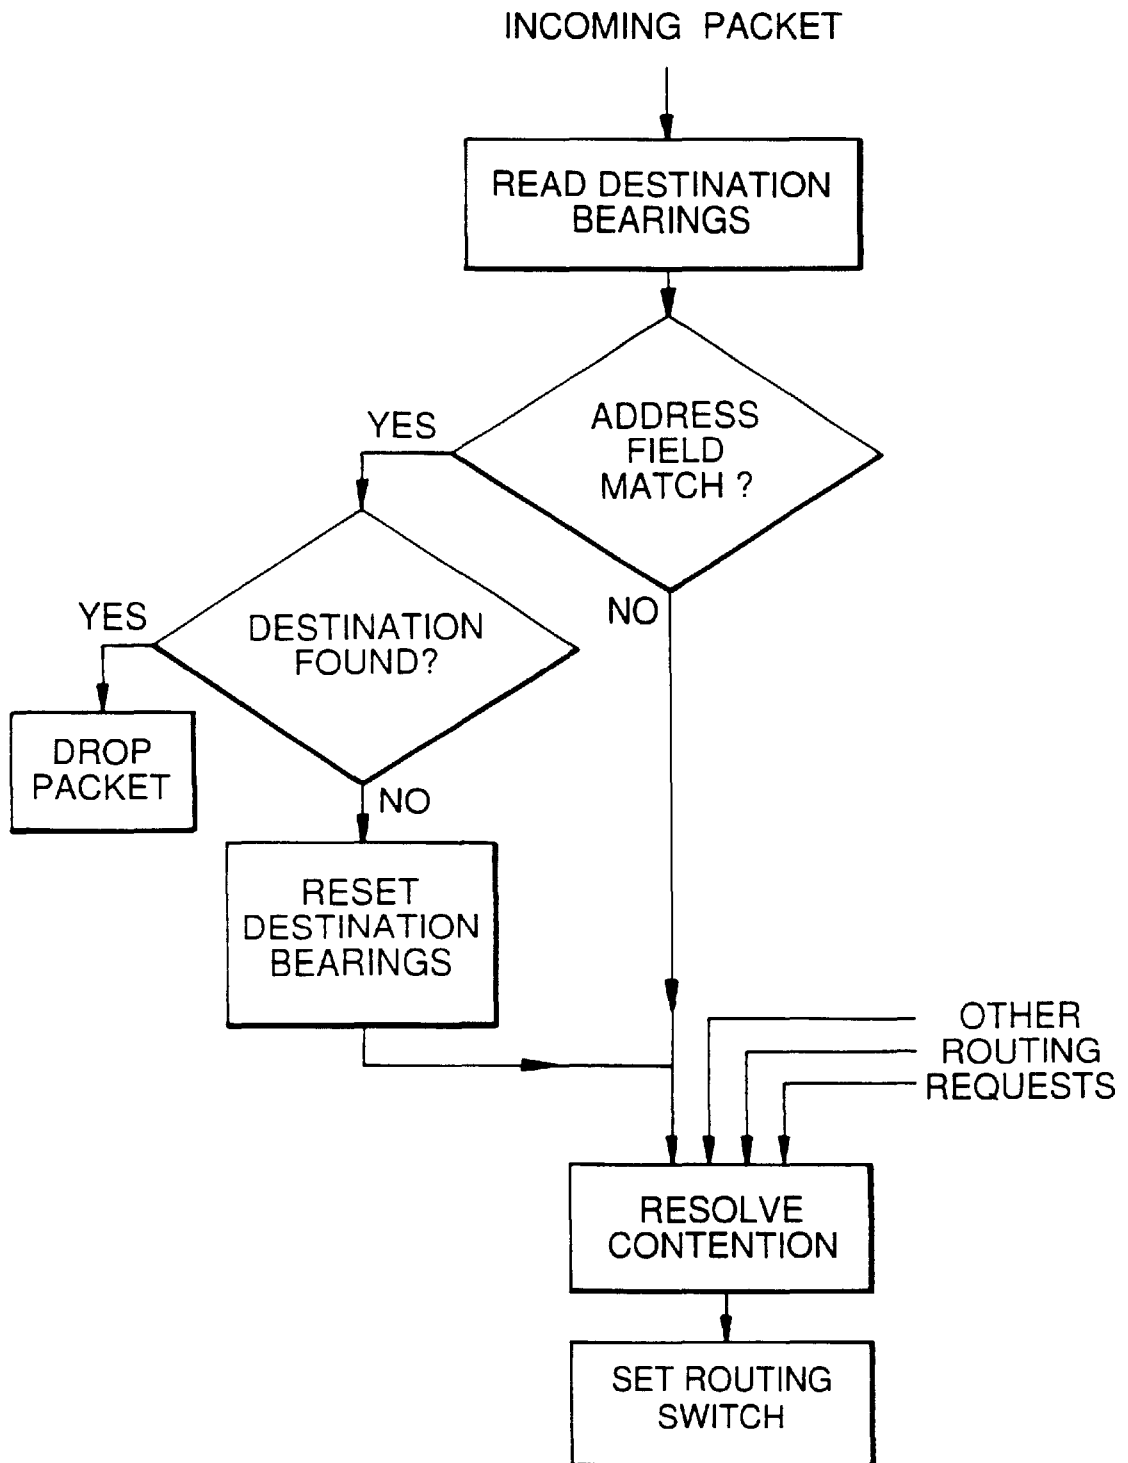 INCOMING PACKET
READ DESTINATION
BEARINGS
ADDRESS
FIELD
MATCH ?
YES
NO
DESTINATION
FOUND?
YES
DROP
PACKET
NO
RESET
DESTINATION
BEARINGS
OTHER
ROUTING
REQUESTS
RESOLVE
CONTENTION
SET ROUTING
SWITCH